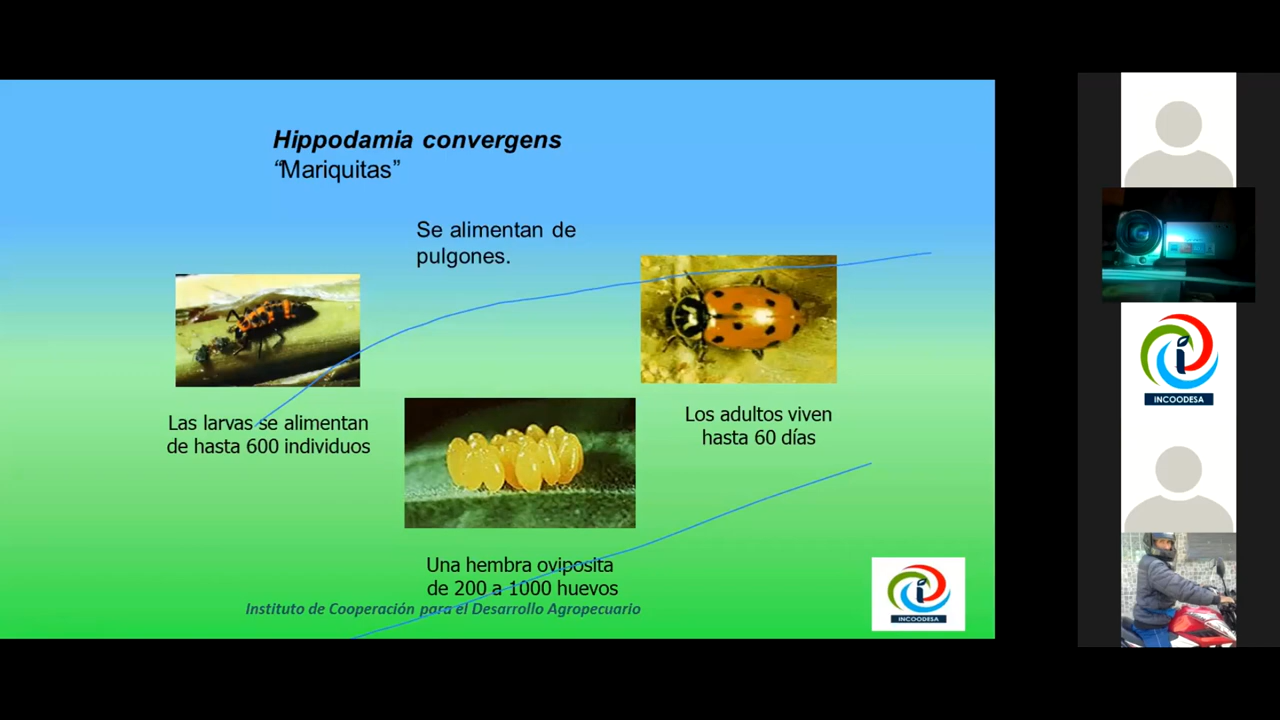 Hippodamia convergens
“Mariquitas”
Se alimentan de
pulgones.
Las larvas se alimentan
de hasta 600 individuos
Los adultos viven
hasta 60 días
Una hembra oviposita
de 200 a 1000 huevos
Instituto de Cooperación para el Desarrollo Agropecuario
INCOODESA
INCOODESA